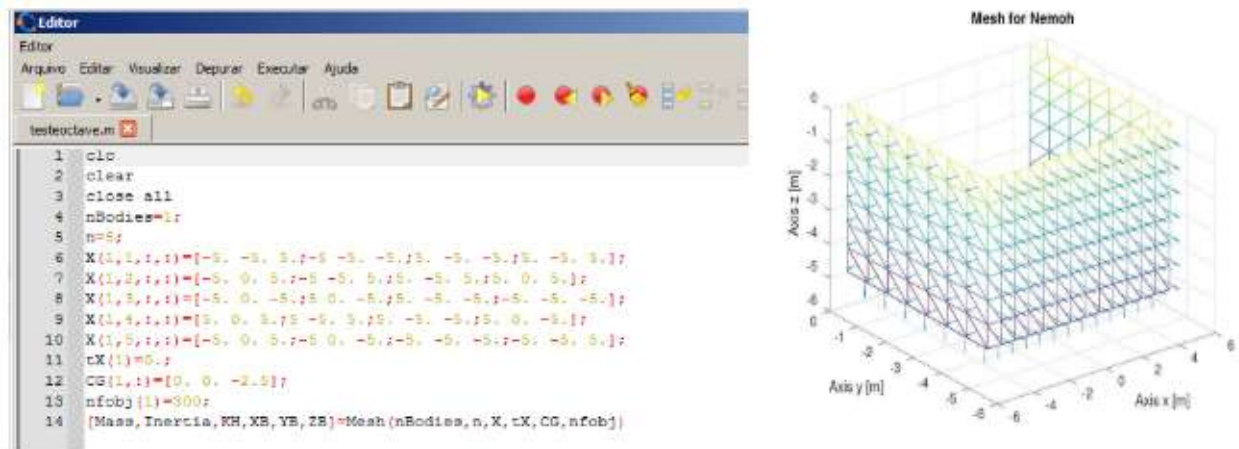 Editor
Editor
Arquivo Editar Visualizar Depurar Executar Ajuda
testeoctave.m
1 clc
2 clear
3 close all
4 nBodies=1;
5 n=5;
6 X(1,1,:,:)=[-5. -5. 5.;-5 -5. -5.;5. -5. -5.;5. -5. 5.];
7 X(1,2,:,:)=[-5. 0. 5.;-5 -5. 5.;5. -5. 5.;5. 0. 5.];
8 X(1,3,:,:)=[-5. 0. -5.;5 0. -5.;5. -5. -5.;-5. -5. -5.];
9 X(1,4,:,:)=[5. 0. 5.;5 -5. 5.;5. -5. -5.;5. 0. -5.];
10 X(1,5,:,:)=[-5. 0. 5.;-5 0. -5.;-5. -5. -5.;-5. -5. 5.];
11 tX(1)=0.;
12 CG(1,:)=[0. 0. -2.5];
13 nfobj(1)=300;
14 [Mass,Inertia,KH,XB,YB,ZB]=Mesh(nBodies,n,X,tX,CG,nfobj)
Mesh for Nemoh
Axis z [m]
0
-1
-2
-3
-4
-5
-6
Axis y [m]
0
-1
-2
-3
-4
-5
-6
Axis x [m]
-6
-4
-2
0
2
4
6